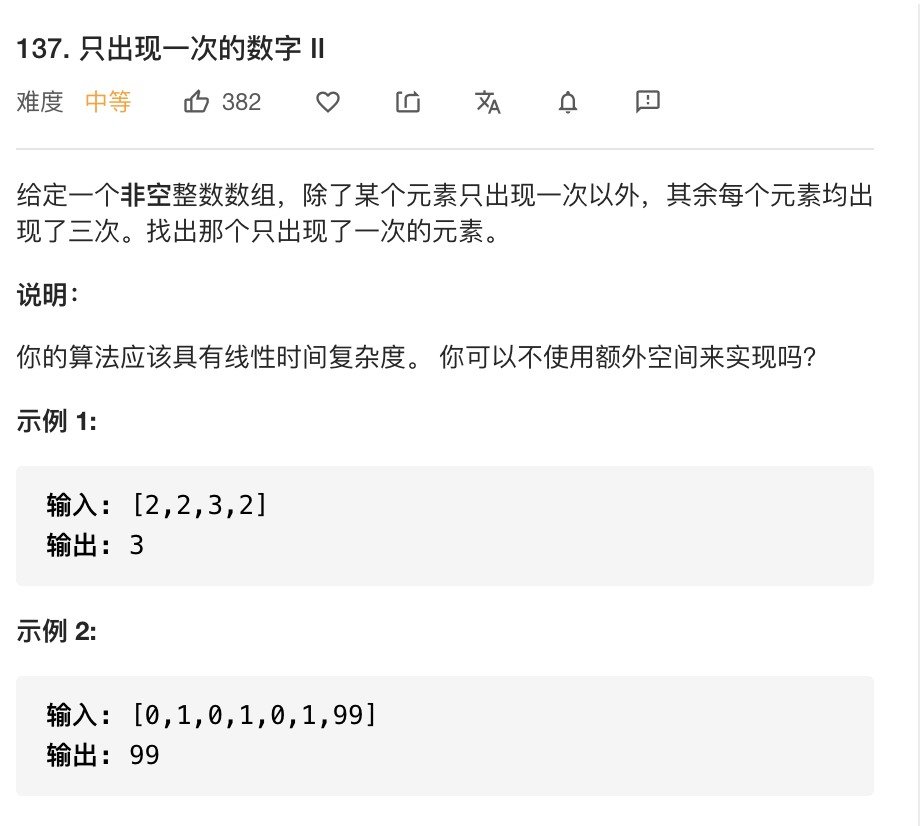 137. 只出现一次的数字 II
难度 中等 382
给定一个非空整数数组，除了某个元素只出现一次以外，其余每个元素均出
现了三次。找出那个只出现了一次的元素。
说明：
你的算法应该具有线性时间复杂度。 你可以不使用额外空间来实现吗？
示例 1:
输入: [2,2,3,2]
输出: 3
示例 2:
输入: [0,1,0,1,0,1,99]
输出: 99